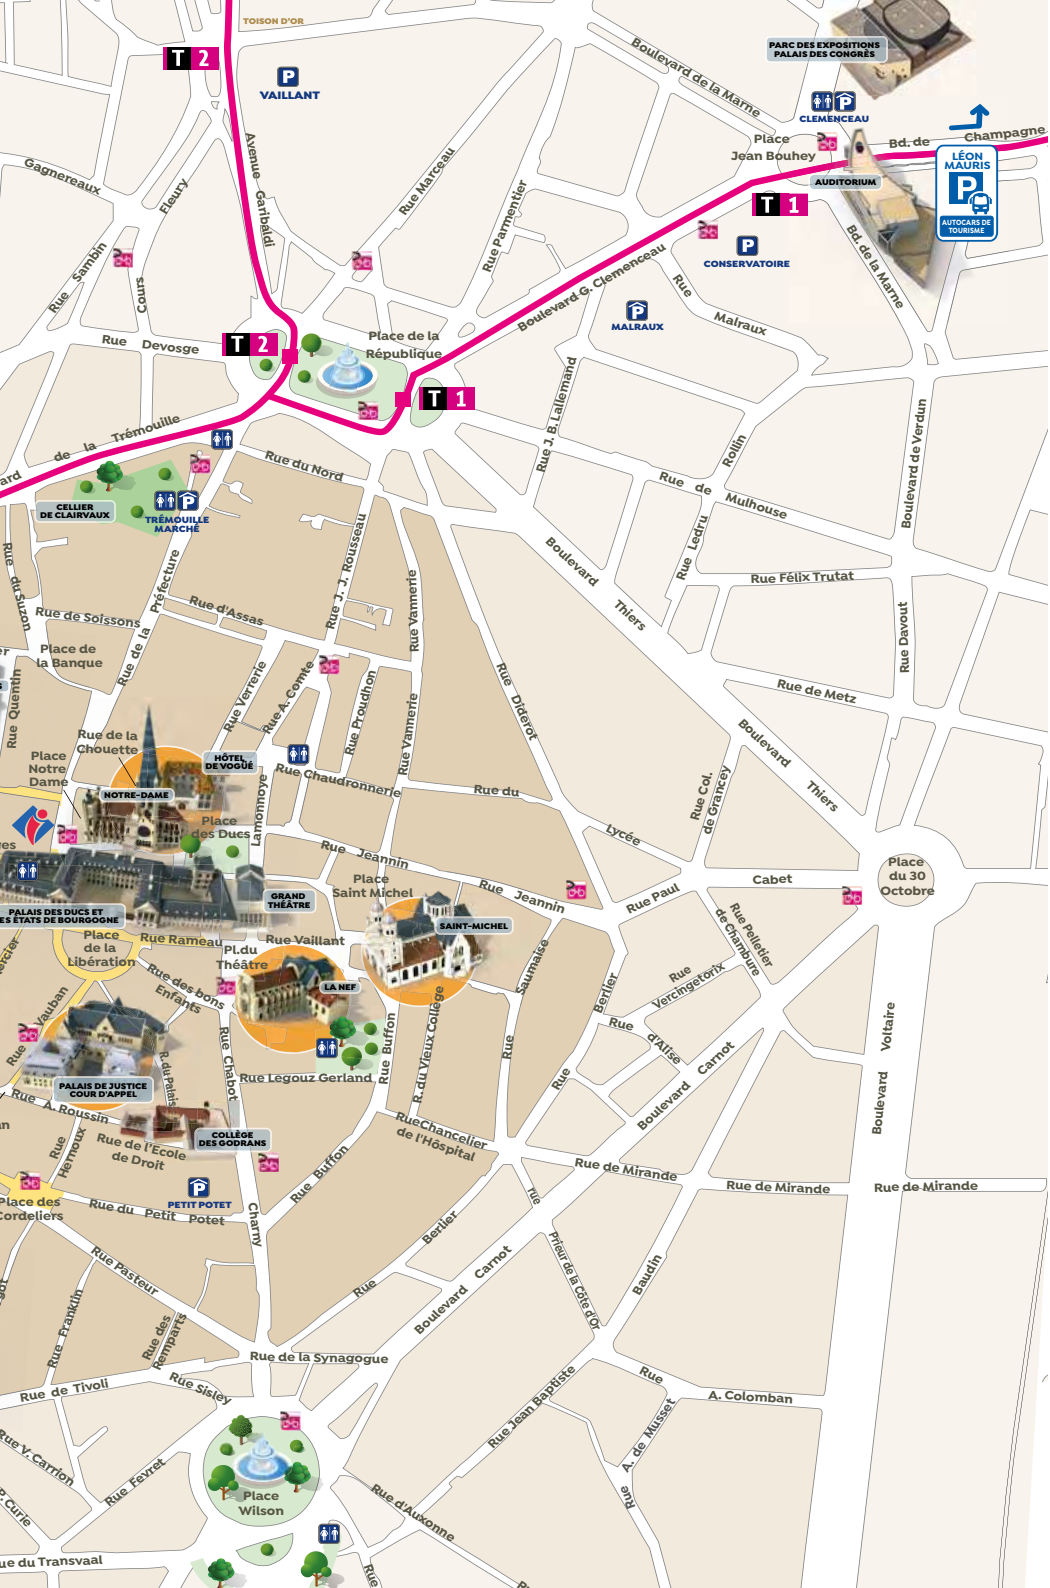 TOISON D'OR
T 2
P
VAILLANT
Boulevard de la Marne
PARC DES EXPOSITIONS
PALAIS DES CONGRÈS
P
CLEMENCEAU
Place
Jean Bouhey
Bd. de Champagne
LÉON
MAURIS
P
AUTOCARS DE
TOURISME
AUDITORIUM
T 1
Gagnereaux
Fleury
Avenue Garibaldi
Rue Marceau
Rue Parmentier
Rue Sambin
Cours
Boulevard G. Clemenceau
P
CONSERVATOIRE
Bd. de la Marne
Rue Malraux
P
MALRAUX
Rue Devosge
T 2
Place de la
République
T 1
Rue J. B. Lallemand
Rollin
Boulevard de Verdun
ard de la Trémouille
Rue du Nord
Rue de Mulhouse
CELLIER
DE CLAIRVAUX
P
TRÉMOUILLE
MARCHÉ
Rue Ledru
Boulevard Thiers
Rue Félix Trutat
Rue du Suzon
Rue de Soissons
Rue de la Préfecture
Rue d'Assas
Rue J. J. Rousseau
Rue Vannerie
Rue Davout
er
Place de
la Banque
Rue Quentin
Rue Verrerie
Rue A. Comte
Rue Proudhon
Rue Vannerie
Rue Diderot
Rue de Metz
Boulevard Thiers
Rue de la
Chouette
Place
Notre
Dame
HÔTEL
DE VOGÜÉ
NOTRE-DAME
Rue Chaudronnerie
Rue du Lycée
Rue Col.
de Grancey
Lamonnoye
Place
des Ducs
Rue Jeannin
Place
Saint Michel
Rue Jeannin
Rue Paul Cabet
Place
du 30
Octobre
GRAND
THÉÂTRE
PALAIS DES DUCS ET
ES ÉTATS DE BOURGOGNE
SAINT-MICHEL
Rue Pelletier
de Chambure
Place
de la
Libération
Rue Rameau
Pl.du
Théâtre
Rue Vaillant
LA NEF
Rue des bons
Enfants
Rue Saumaise
Rue Berlier
Rue
Vercingetorix
Rue d'Alise
Rue Vauban
Rue Chabot
Charny
Rue Buffon
R. du Vieux Collège
Boulevard Carnot
Boulevard Voltaire
PALAIS DE JUSTICE
COUR D'APPEL
R. du Palais
Rue Legouz Gerland
Rue A. Roussin
Rue
Hernoux
Rue de l'Ecole
de Droit
COLLÈGE
DES GODRANS
RueChancelier
de l'Hôpital
Rue de Mirande
Rue de Mirande
Rue de Mirande
P
PETIT POTET
Rue Buffon
Place des
Cordeliers
Rue du Petit Potet
rue
Prieur de la Côte d'Or
Rue Berlier
Boulevard Carnot
Baudin
Rue Pasteur
Rue Franklin
Rue des
Remparts
Rue de la Synagogue
Rue de Tivoli
Rue Sisley
Rue Jean Baptiste
Rue A. Colomban
Rue A. de Musset
Rue V. Carrion
Rue Fevret
Place
Wilson
P. Curie
Rue d'Auxonne
ue du Transvaal
Rue